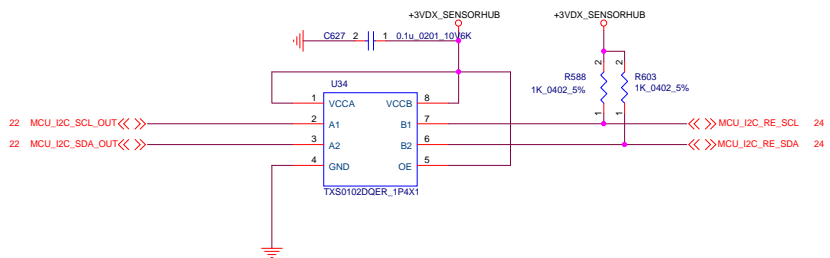 +3VDX_SENSORHUB +3VDX_SENSORHUB
C627 2 1 0.1u_0201_10V6K
U34
2 2
R588 R603
1K_0402_5% 1K_0402_5%
1 VCCA VCCB 8
1 1
22 MCU_I2C_SCL_OUT 2 A1 B1 7 MCU_I2C_RE_SCL 24
22 MCU_I2C_SDA_OUT 3 A2 B2 6 MCU_I2C_RE_SDA 24
4 GND OE 5
TXS0102DQER_1P4X1